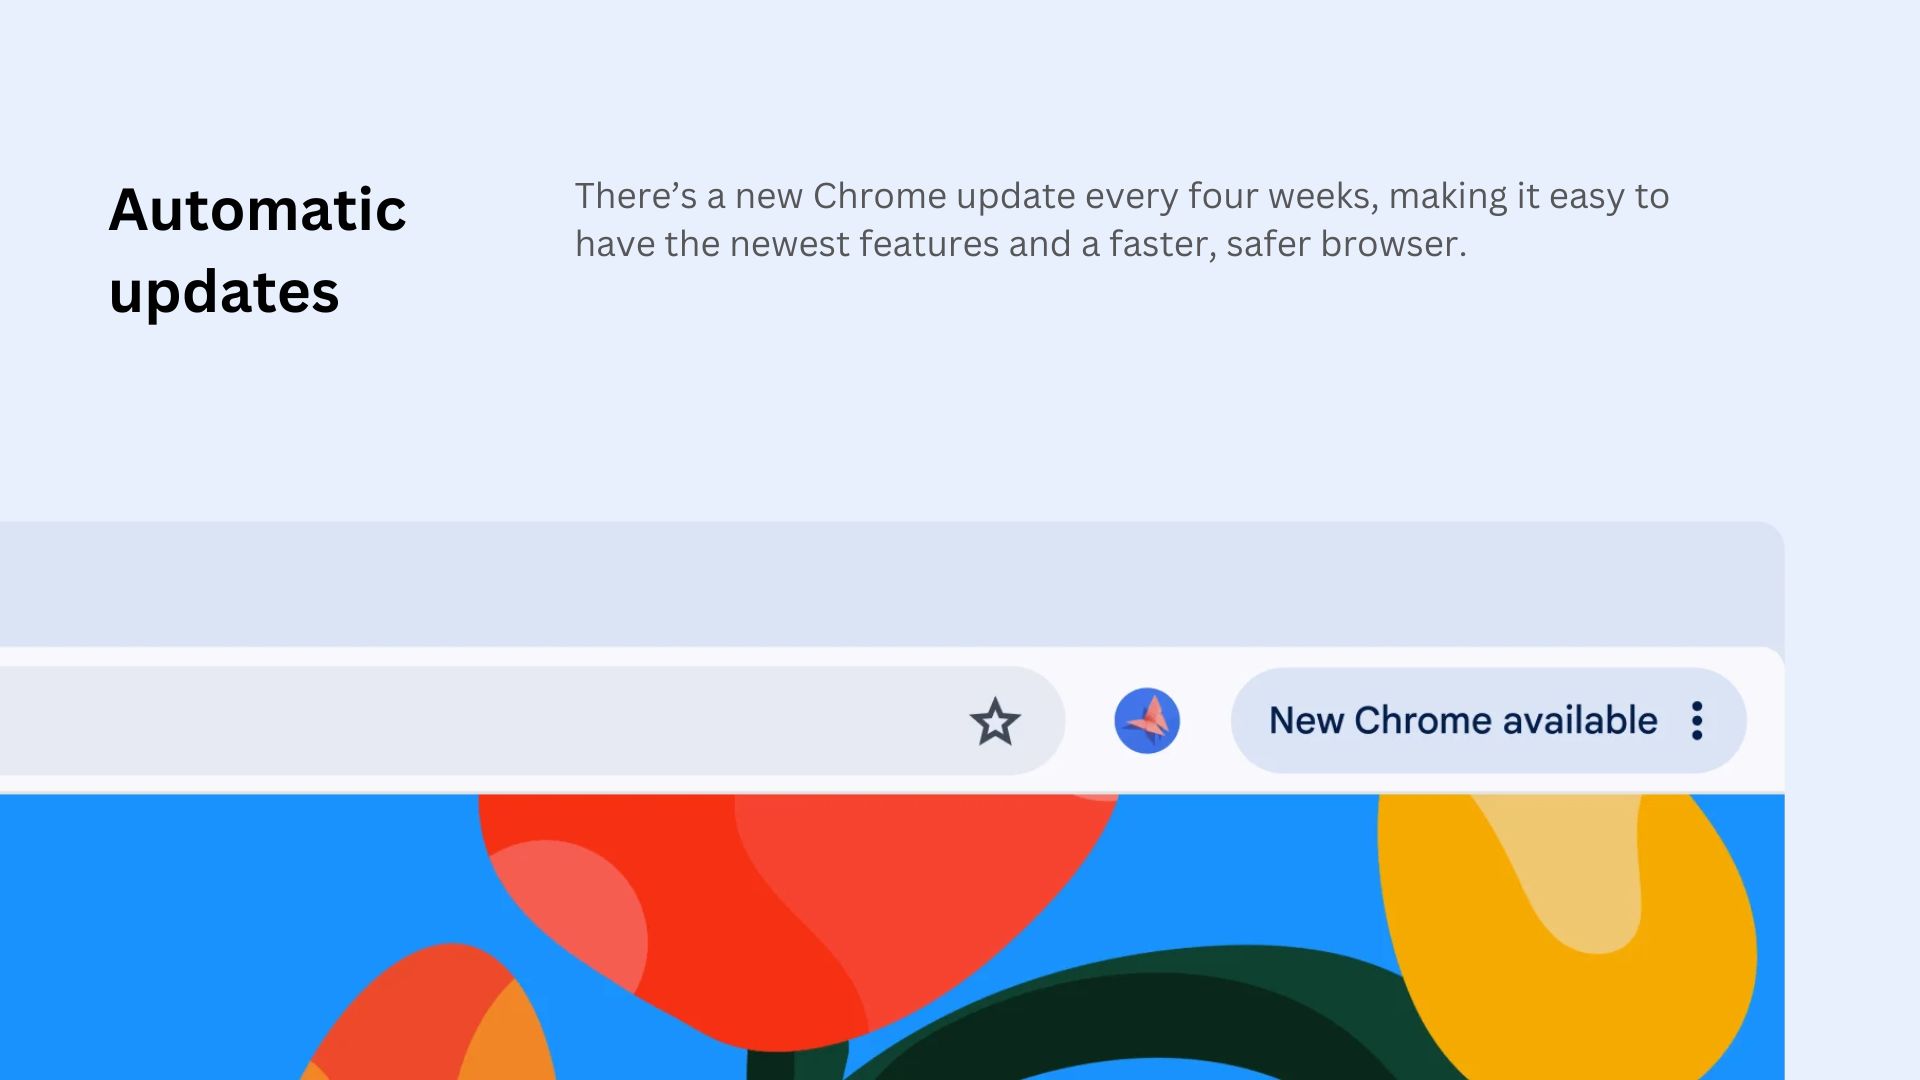 Automatic
updates
There’s a new Chrome update every four weeks, making it easy to
have the newest features and a faster, safer browser.
New Chrome available